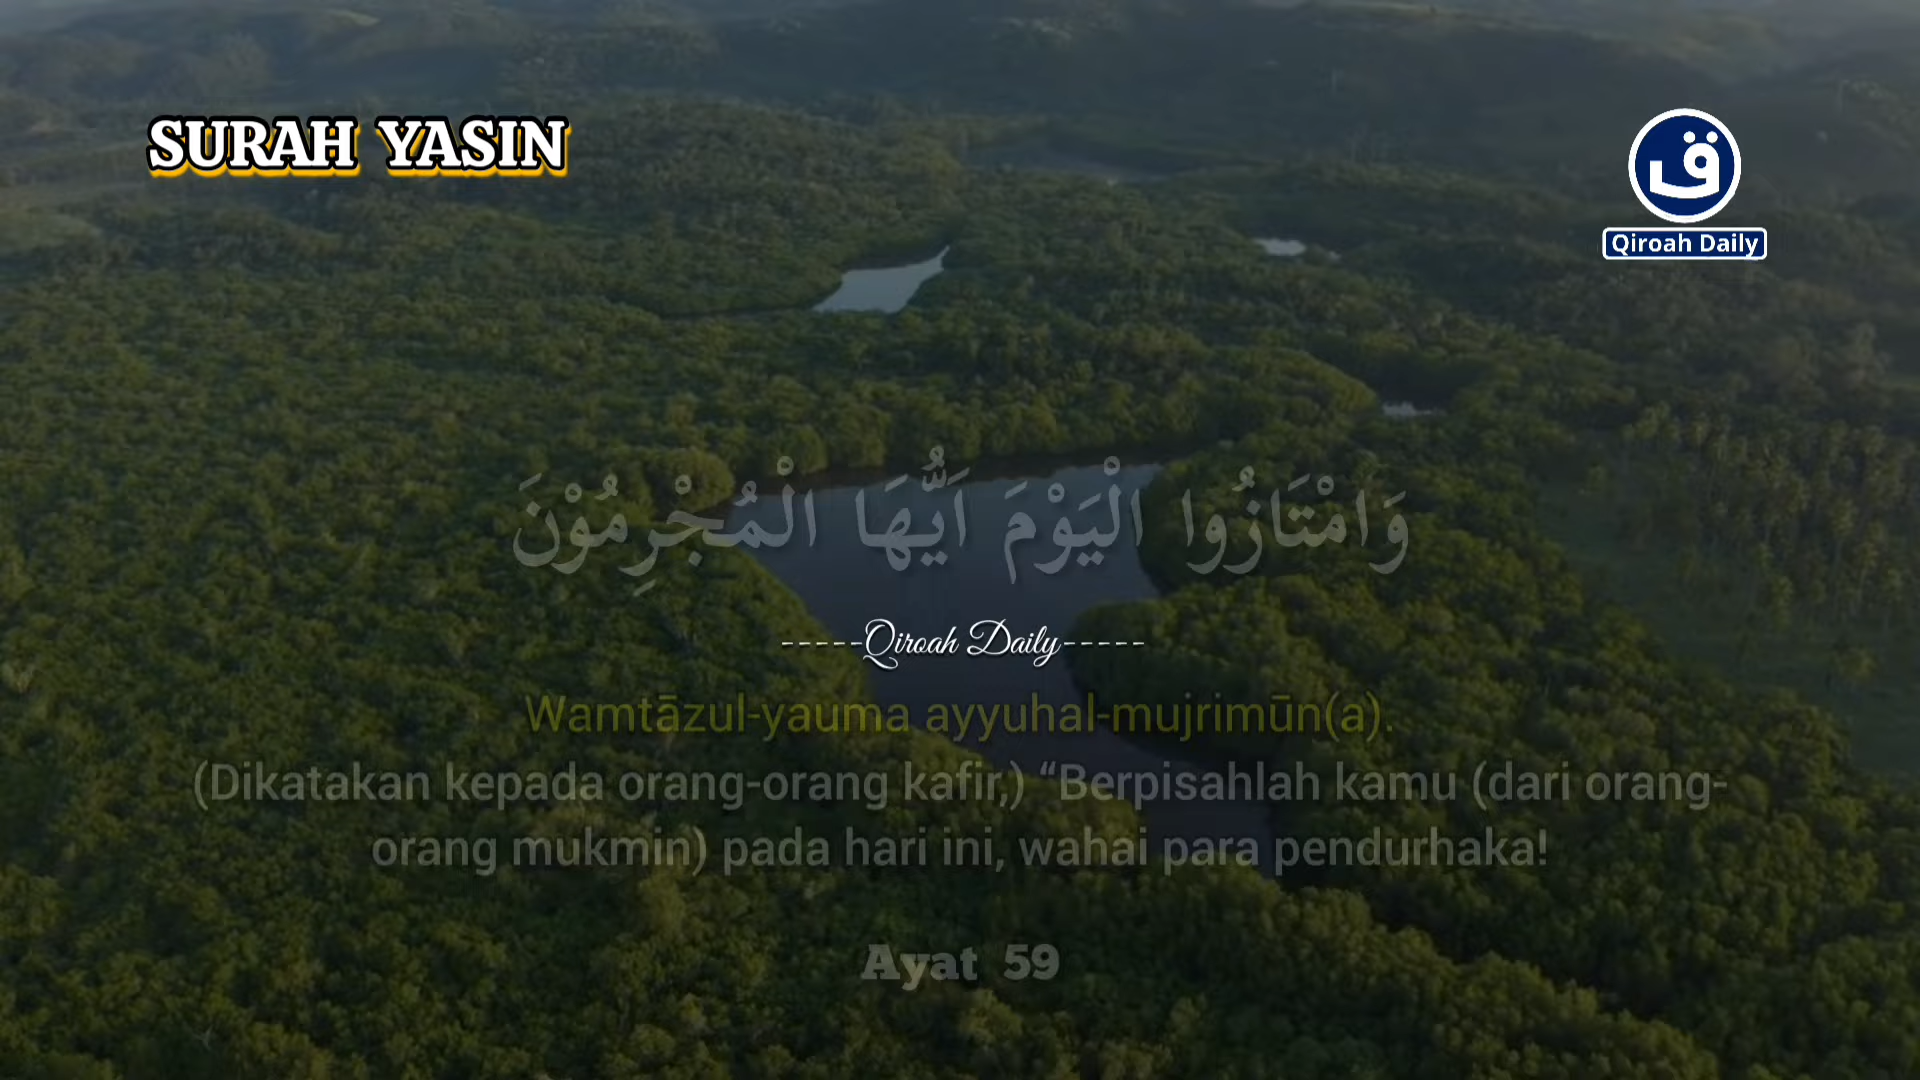 SURAH YASIN
ق
Qiroah Daily
وَامْتَازُوا الْيَوْمَ اَيُّهَا الْمُجْرِمُوْنَ
-----Qiroah Daily-----
Wamtāzul-yauma ayyuhal-mujrimūn(a).
(Dikatakan kepada orang-orang kafir,) “Berpisahlah kamu (dari orang-
orang mukmin) pada hari ini, wahai para pendurhaka!
Ayat 59